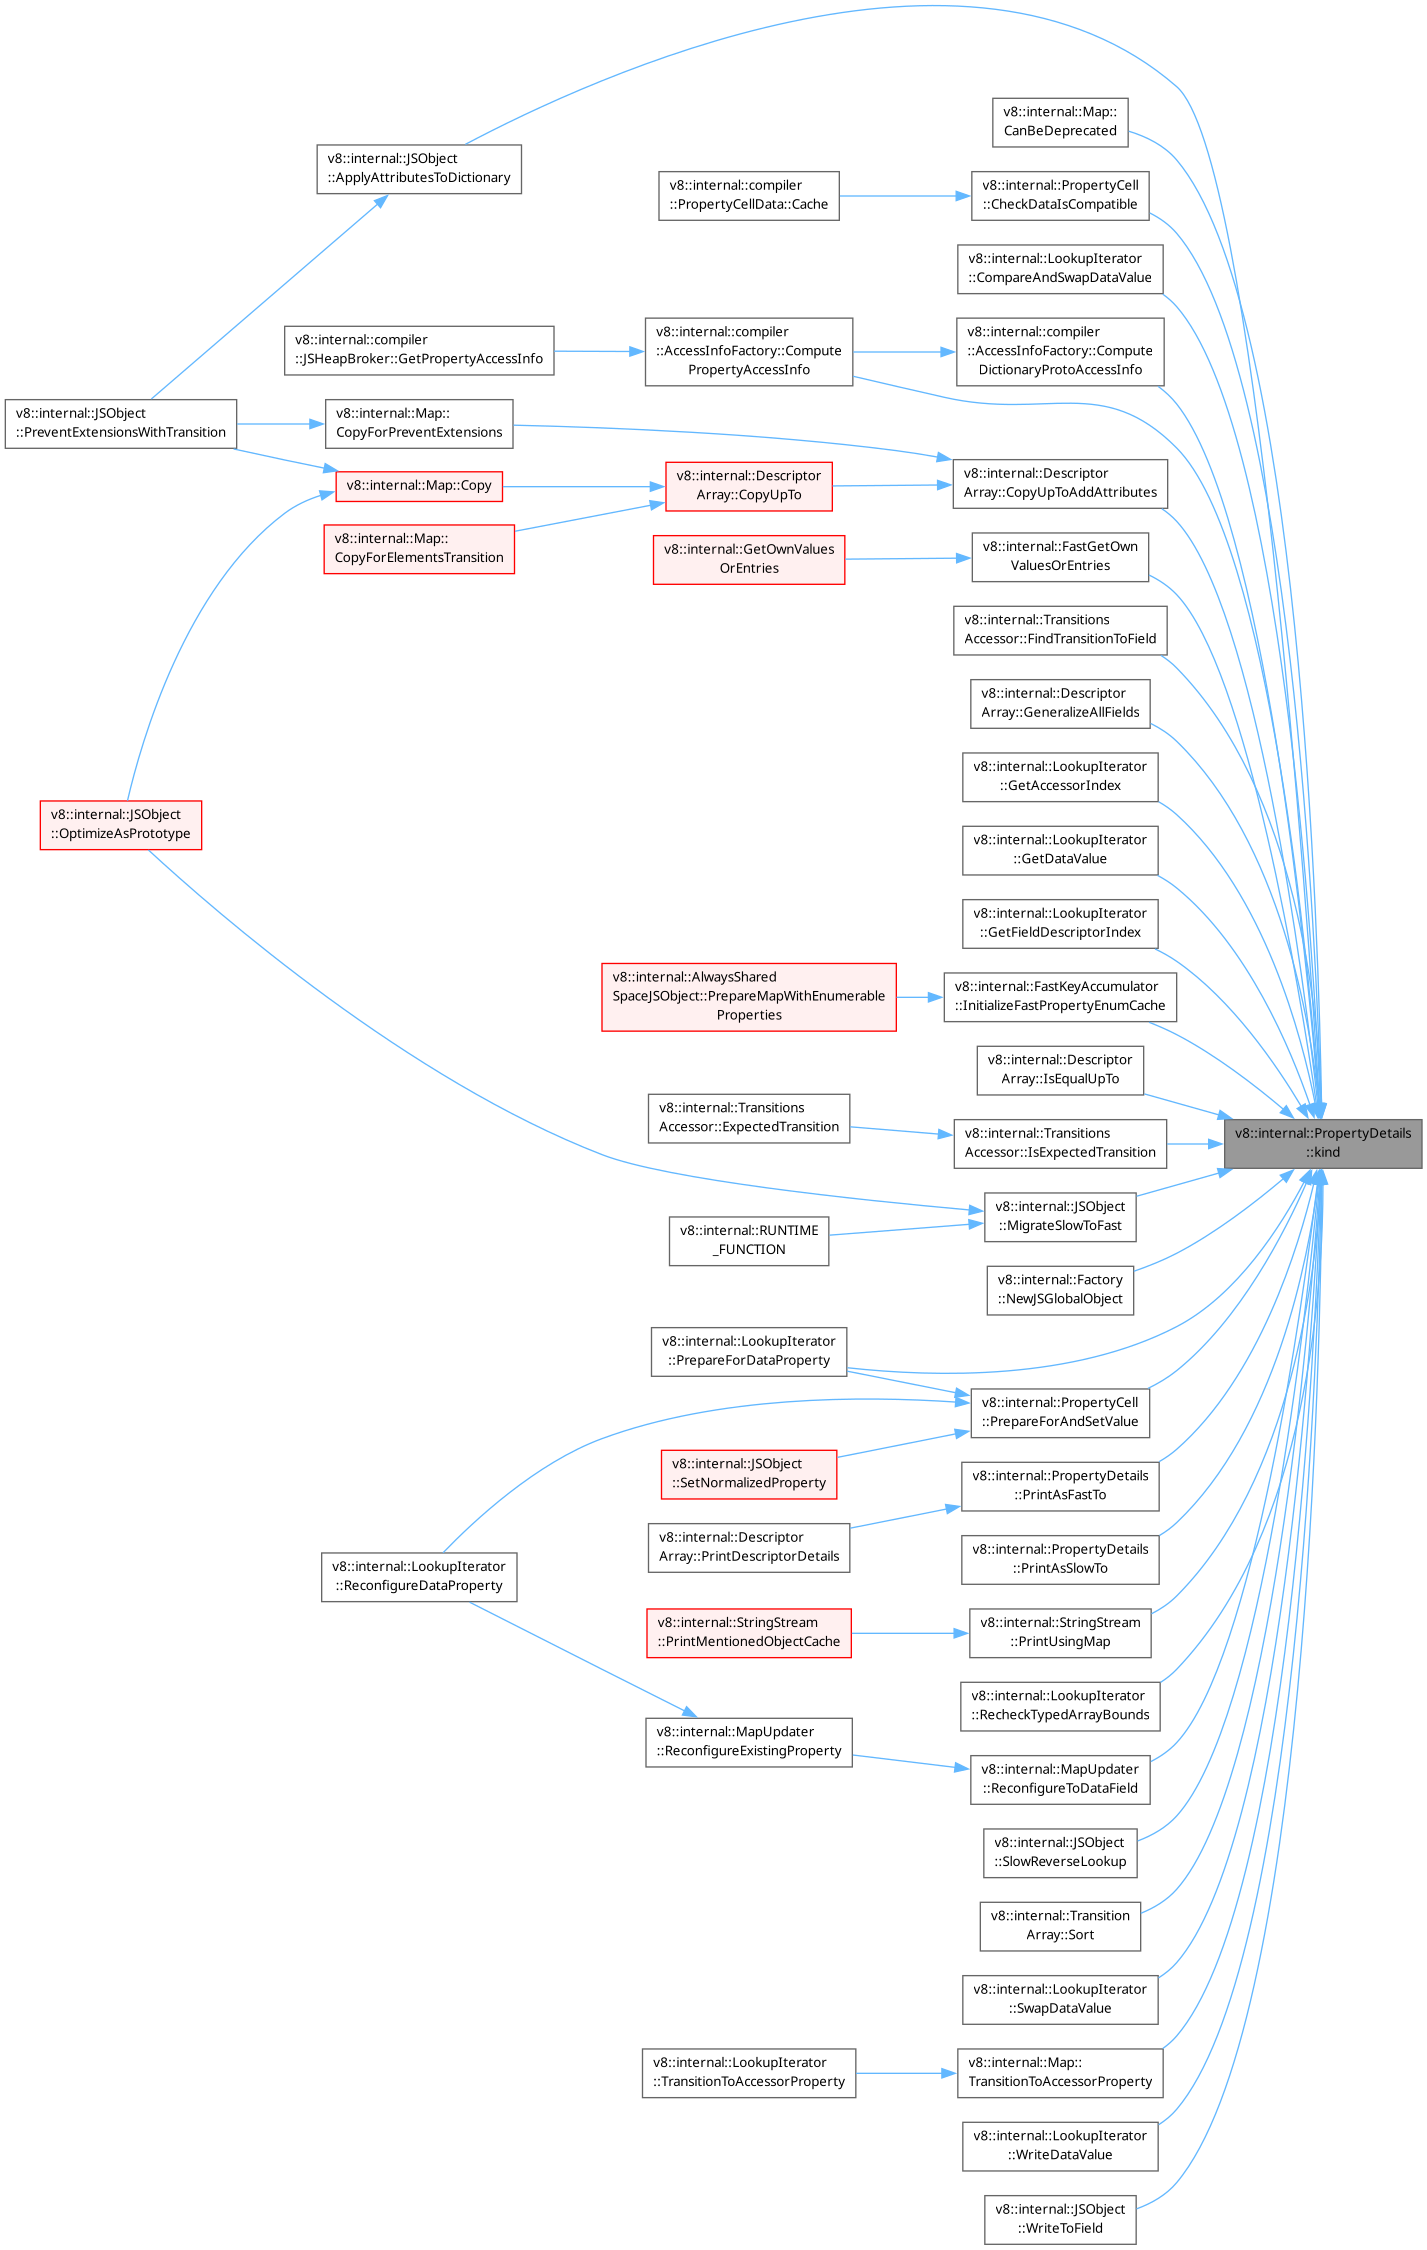 v8::internal::Map::
CanBeDeprecated
v8::internal::JSObject
::ApplyAttributesToDictionary
v8::internal::compiler
::PropertyCellData::Cache
v8::internal::PropertyCell
::CheckDataIsCompatible
v8::internal::LookupIterator
::CompareAndSwapDataValue
v8::internal::compiler
::JSHeapBroker::GetPropertyAccessInfo
v8::internal::compiler
::AccessInfoFactory::Compute
PropertyAccessInfo
v8::internal::compiler
::AccessInfoFactory::Compute
DictionaryProtoAccessInfo
v8::internal::JSObject
::PreventExtensionsWithTransition
v8::internal::Map::
CopyForPreventExtensions
v8::internal::Map::Copy
v8::internal::Descriptor
Array::CopyUpTo
v8::internal::Descriptor
Array::CopyUpToAddAttributes
v8::internal::Map::
CopyForElementsTransition
v8::internal::GetOwnValues
OrEntries
v8::internal::FastGetOwn
ValuesOrEntries
v8::internal::Transitions
Accessor::FindTransitionToField
v8::internal::Descriptor
Array::GeneralizeAllFields
v8::internal::LookupIterator
::GetAccessorIndex
v8::internal::JSObject
::OptimizeAsPrototype
v8::internal::LookupIterator
::GetDataValue
v8::internal::LookupIterator
::GetFieldDescriptorIndex
v8::internal::AlwaysShared
SpaceJSObject::PrepareMapWithEnumerable
Properties
v8::internal::FastKeyAccumulator
::InitializeFastPropertyEnumCache
v8::internal::Descriptor
Array::IsEqualUpTo
v8::internal::Transitions
Accessor::ExpectedTransition
v8::internal::Transitions
Accessor::IsExpectedTransition
v8::internal::PropertyDetails
::kind
v8::internal::JSObject
::MigrateSlowToFast
v8::internal::RUNTIME
_FUNCTION
v8::internal::Factory
::NewJSGlobalObject
v8::internal::LookupIterator
::PrepareForDataProperty
v8::internal::PropertyCell
::PrepareForAndSetValue
v8::internal::JSObject
::SetNormalizedProperty
v8::internal::PropertyDetails
::PrintAsFastTo
v8::internal::Descriptor
Array::PrintDescriptorDetails
v8::internal::PropertyDetails
::PrintAsSlowTo
v8::internal::LookupIterator
::ReconfigureDataProperty
v8::internal::StringStream
::PrintMentionedObjectCache
v8::internal::StringStream
::PrintUsingMap
v8::internal::LookupIterator
::RecheckTypedArrayBounds
v8::internal::MapUpdater
::ReconfigureExistingProperty
v8::internal::MapUpdater
::ReconfigureToDataField
v8::internal::JSObject
::SlowReverseLookup
v8::internal::Transition
Array::Sort
v8::internal::LookupIterator
::SwapDataValue
v8::internal::LookupIterator
::TransitionToAccessorProperty
v8::internal::Map::
TransitionToAccessorProperty
v8::internal::LookupIterator
::WriteDataValue
v8::internal::JSObject
::WriteToField